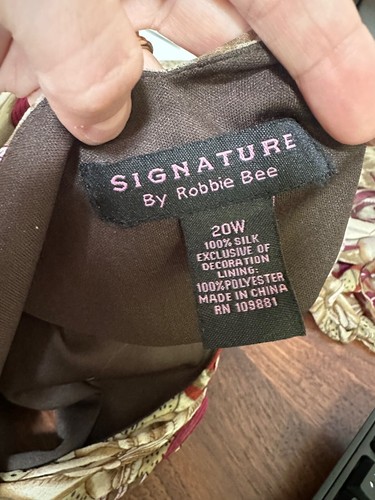 SIGNATURE
By Robbie Bee
20W
100% SILK
EXCLUSIVE OF
DECORATION
LINING:
100%POLYESTER
MADE IN CHINA
RN 109881